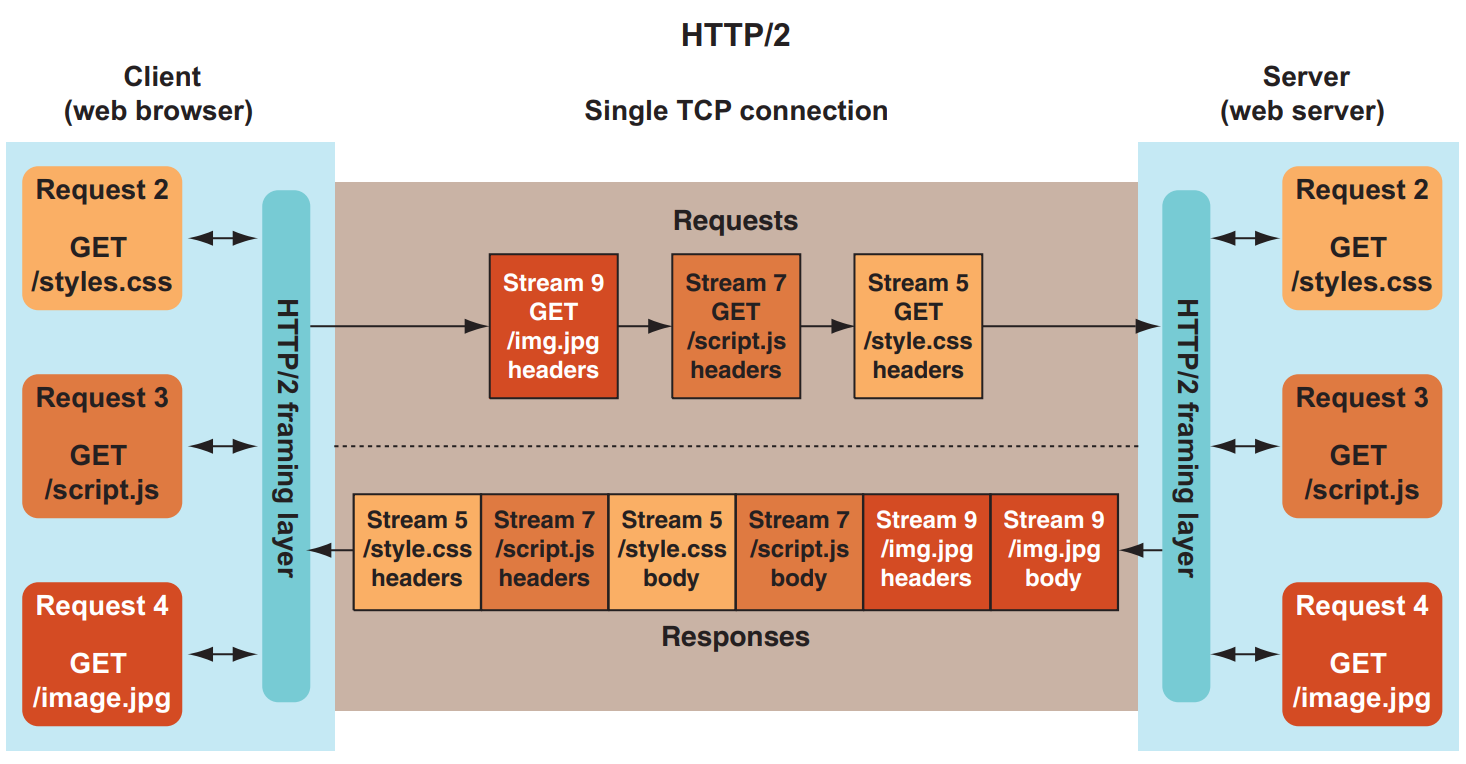 HTTP/2
Client
(web browser)
Single TCP connection
Server
(web server)
Request 2
GET
/styles.css
Request 3
GET
/script.js
Request 4
GET
/image.jpg
HTTP/2 framing layer
Requests
Stream 9
GET
/img.jpg
headers
Stream 7
GET
/script.js
headers
Stream 5
GET
/style.css
headers
Stream 5
/style.css
headers
Stream 7
/script.js
headers
Stream 5
/style.css
body
Stream 7
/script.js
body
Stream 9
/img.jpg
headers
Stream 9
/img.jpg
body
Responses
HTTP/2 framing layer
Request 2
GET
/styles.css
Request 3
GET
/script.js
Request 4
GET
/image.jpg